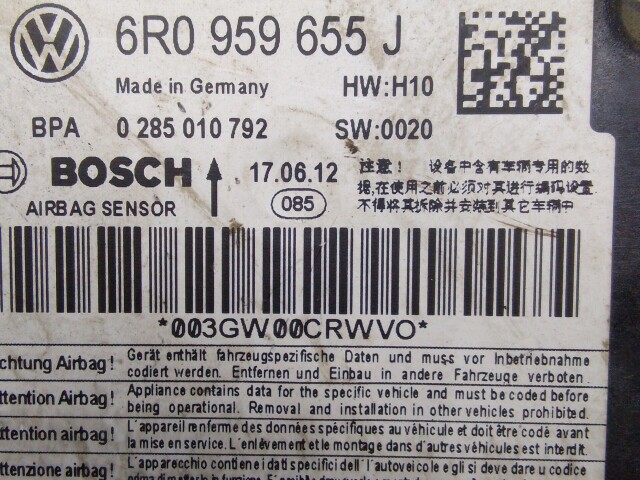 6R0 959 655 J
Made in Germany HW:H10
BPA 0 285 010 792 SW:0020
BOSCH 17.06.12
AIRBAG SENSOR 085
注意! 设备中含有车辆专用的数
据,在使用之前必须对其进行编码设置
不得将其拆除并安装到其它车辆中
*003GW00CRWVO*
chtung Airbag! Gerät enthält fahrzeugspezifische Daten und muss vor Inbetriebnahme
codiert werden. Entfernen und Einbau in andere Fahrzeuge verboten.
ttention Airbag! Appliance contains data for the specific vehicle and must be coded before
being operational. Removal and installation in other vehicles prohibited.
ttention airbag! L'appareil renferme des données spécifiques au véhicule et doit être codé avant
la mise en service. L'enlèvement et le montage dans d'autres véhicules est interdit.
ttenzione airbag! L'apparecchio contiene i dati specifici dell'autoveicolo e gli si deve dare u codice